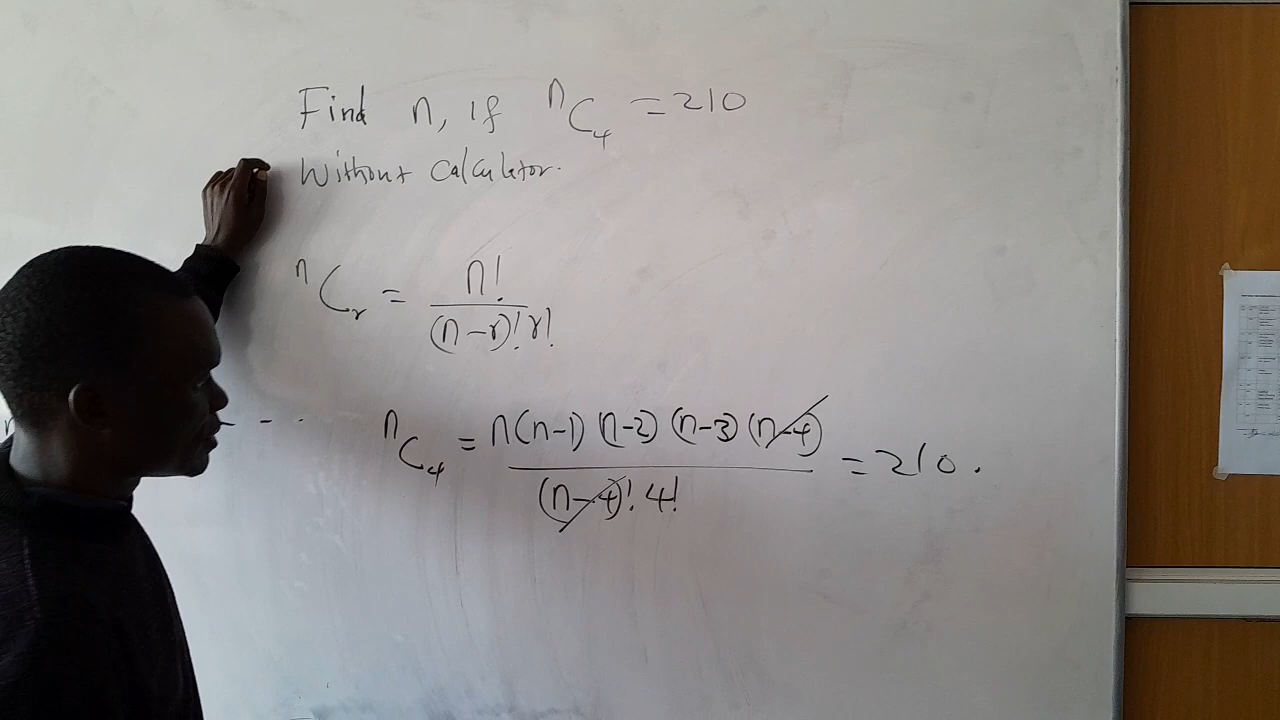 Find n, if ⁿC₄ = 210
Without Calculator.
ⁿCᵣ = n! / (n-r)! r!
ⁿC₄ = n(n-1)(n-2)(n-3)(n-4) / (n-4)! 4! = 210.